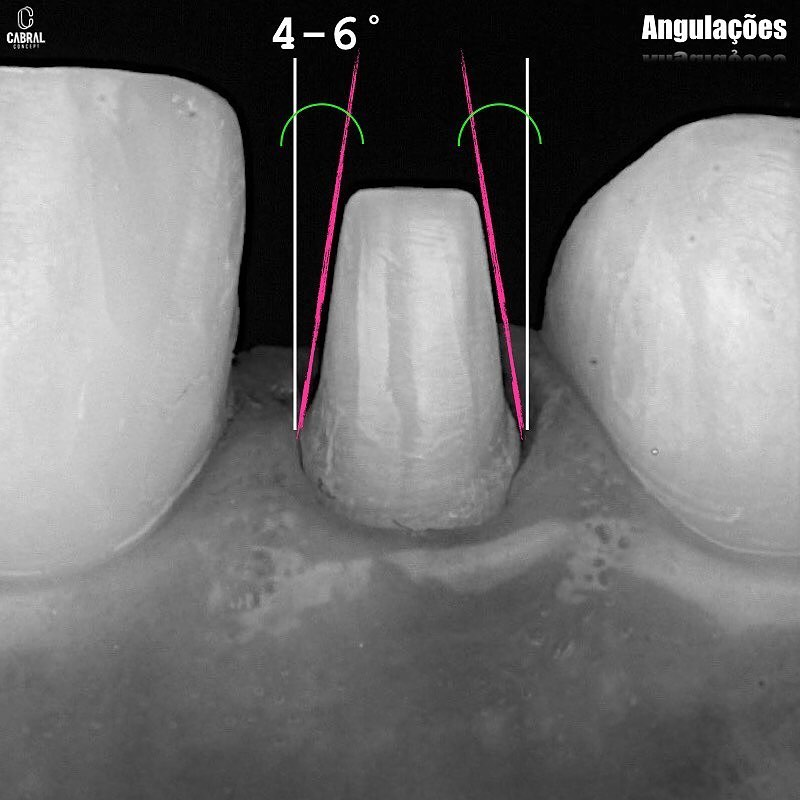 4-6°
Angulações
CABRAL
CONCEPT